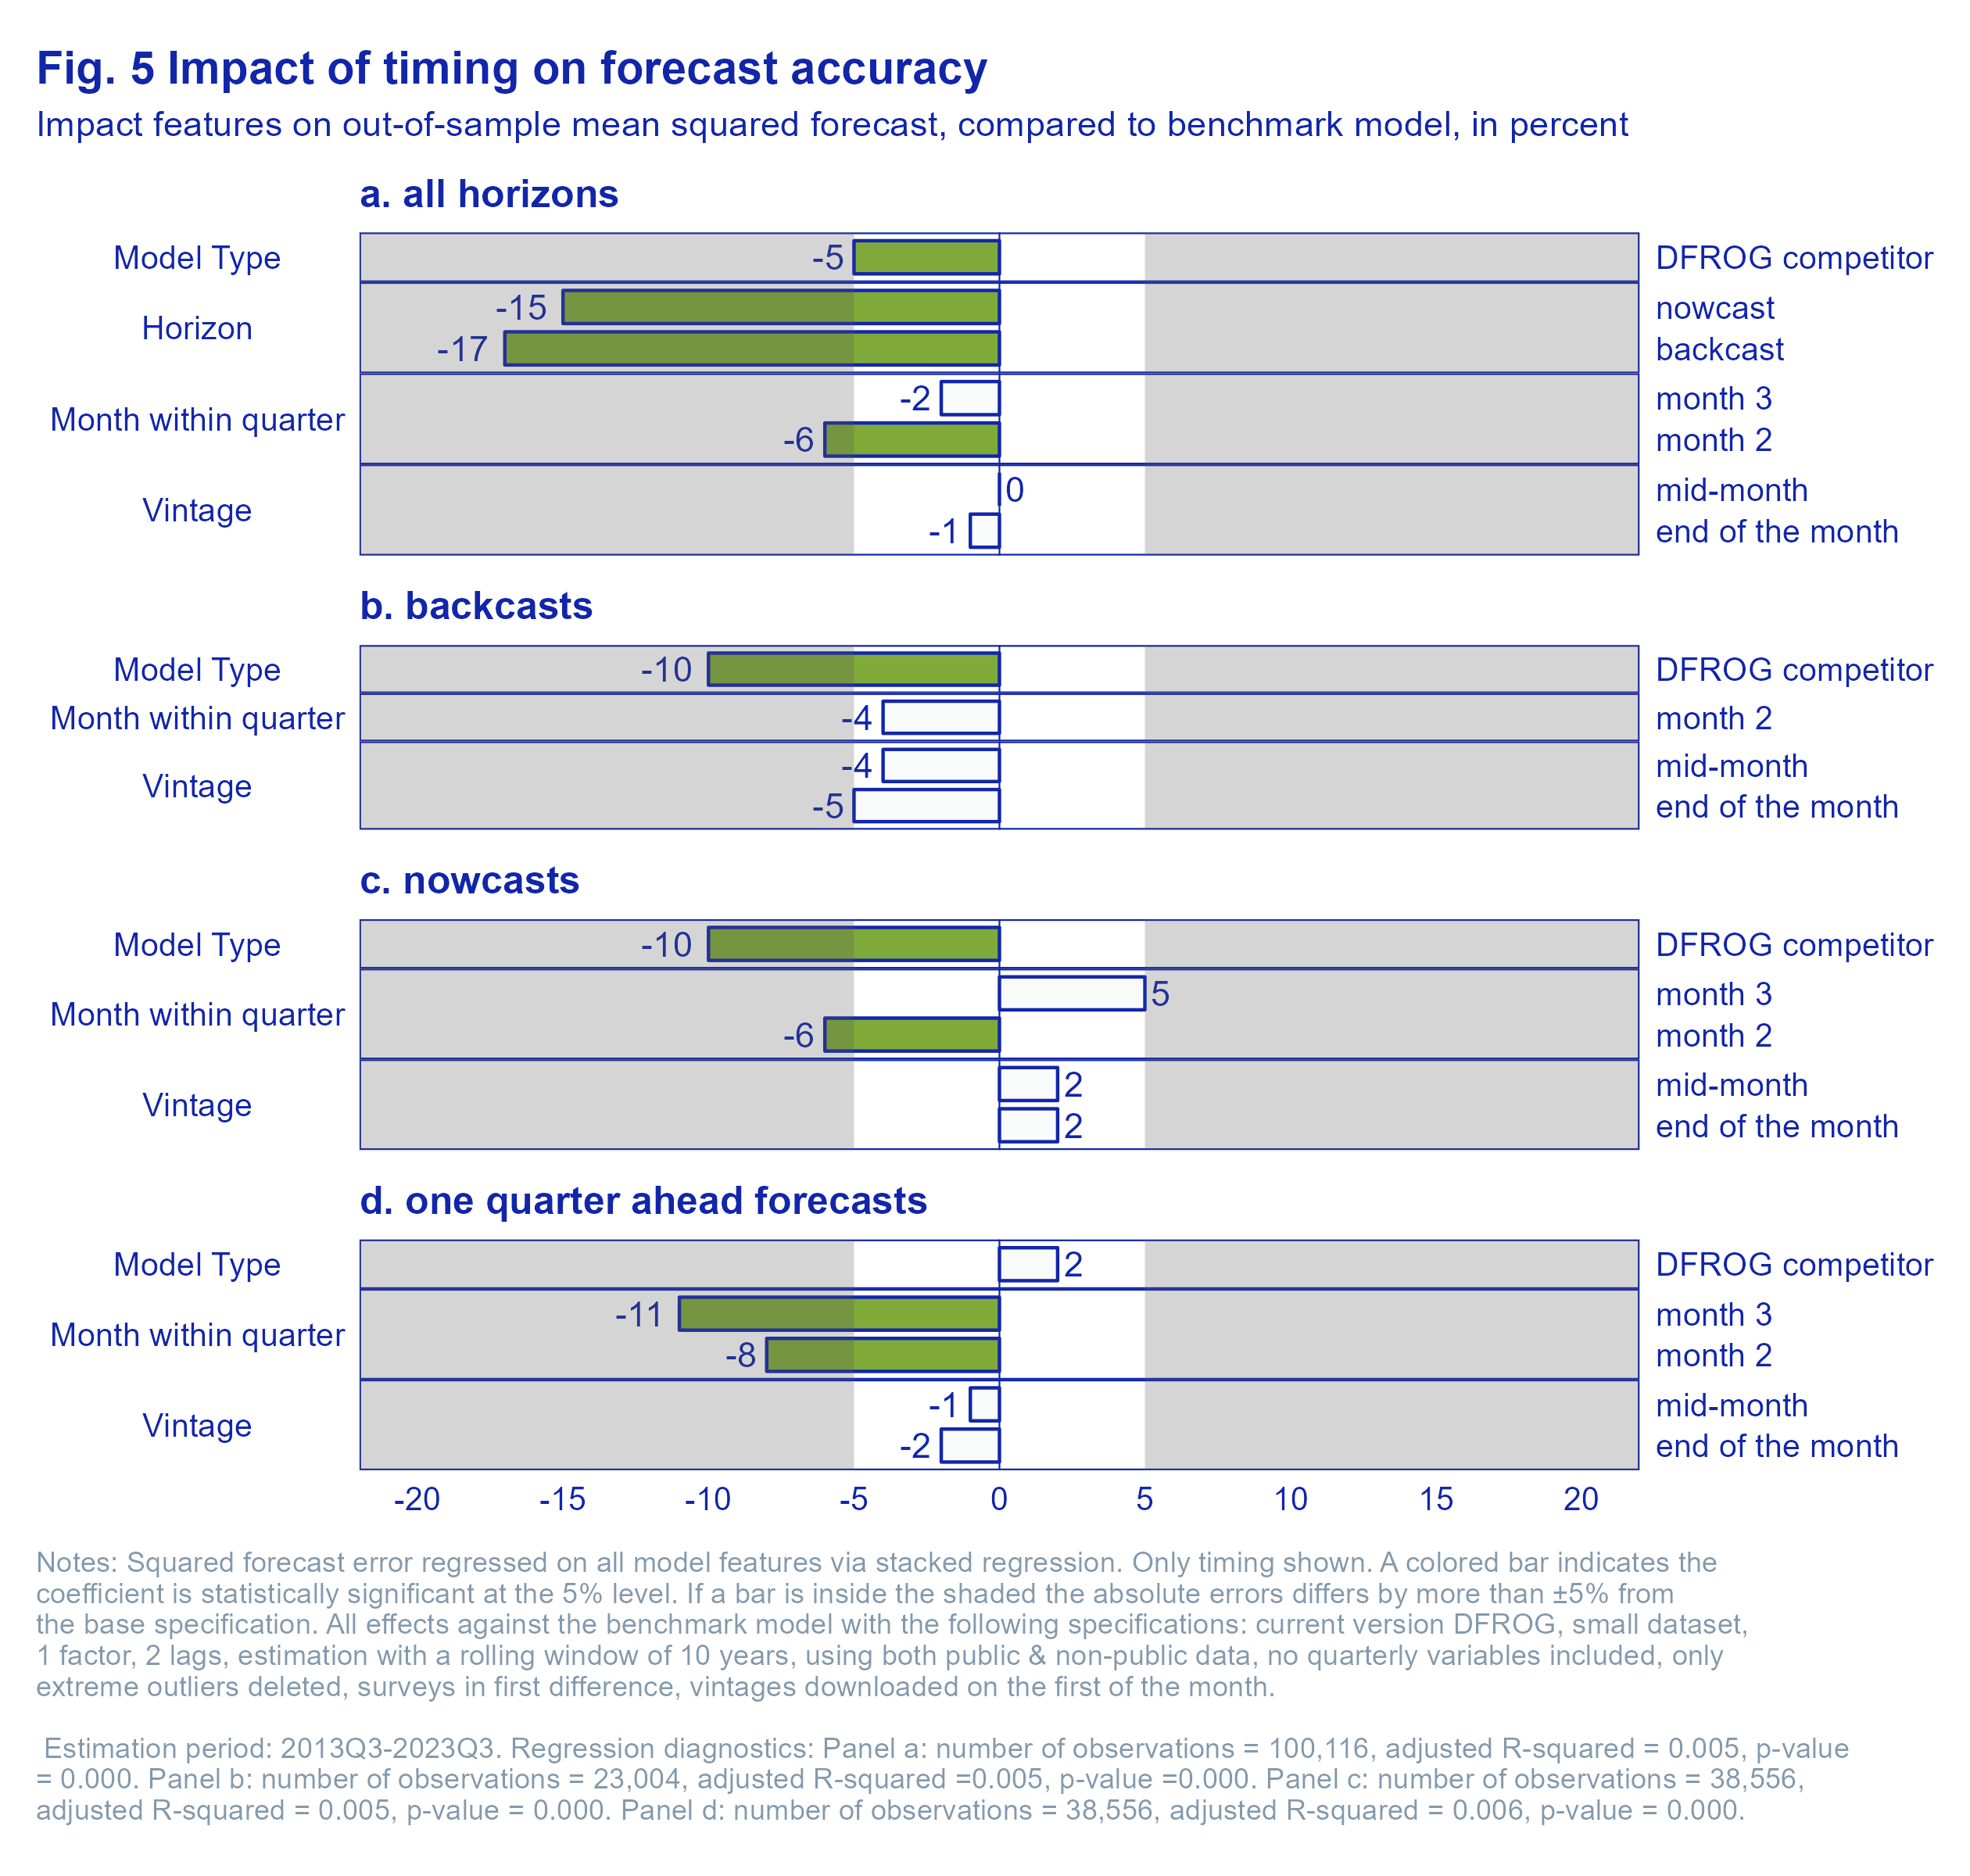 Fig. 5 Impact of timing on forecast accuracy
Impact features on out-of-sample mean squared forecast, compared to benchmark model, in percent
a. all horizons
Model Type
-5
DFROG competitor
Horizon
-15
nowcast
-17
backcast
Month within quarter
-2
month 3
-6
month 2
Vintage
0
mid-month
-1
end of the month
b. backcasts
Model Type
-10
DFROG competitor
Month within quarter
-4
month 2
Vintage
-4
mid-month
-5
end of the month
c. nowcasts
Model Type
-10
DFROG competitor
Month within quarter
5
month 3
-6
month 2
Vintage
2
mid-month
2
end of the month
d. one quarter ahead forecasts
Model Type
2
DFROG competitor
Month within quarter
-11
month 3
-8
month 2
Vintage
-1
mid-month
-2
end of the month
-20 -15 -10 -5 0 5 10 15 20
Notes: Squared forecast error regressed on all model features via stacked regression. Only timing shown. A colored bar indicates the
coefficient is statistically significant at the 5% level. If a bar is inside the shaded the absolute errors differs by more than ±5% from
the base specification. All effects against the benchmark model with the following specifications: current version DFROG, small dataset,
1 factor, 2 lags, estimation with a rolling window of 10 years, using both public & non-public data, no quarterly variables included, only
extreme outliers deleted, surveys in first difference, vintages downloaded on the first of the month.
Estimation period: 2013Q3-2023Q3. Regression diagnostics: Panel a: number of observations = 100,116, adjusted R-squared = 0.005, p-value
= 0.000. Panel b: number of observations = 23,004, adjusted R-squared =0.005, p-value =0.000. Panel c: number of observations = 38,556,
adjusted R-squared = 0.005, p-value = 0.000. Panel d: number of observations = 38,556, adjusted R-squared = 0.006, p-value = 0.000.